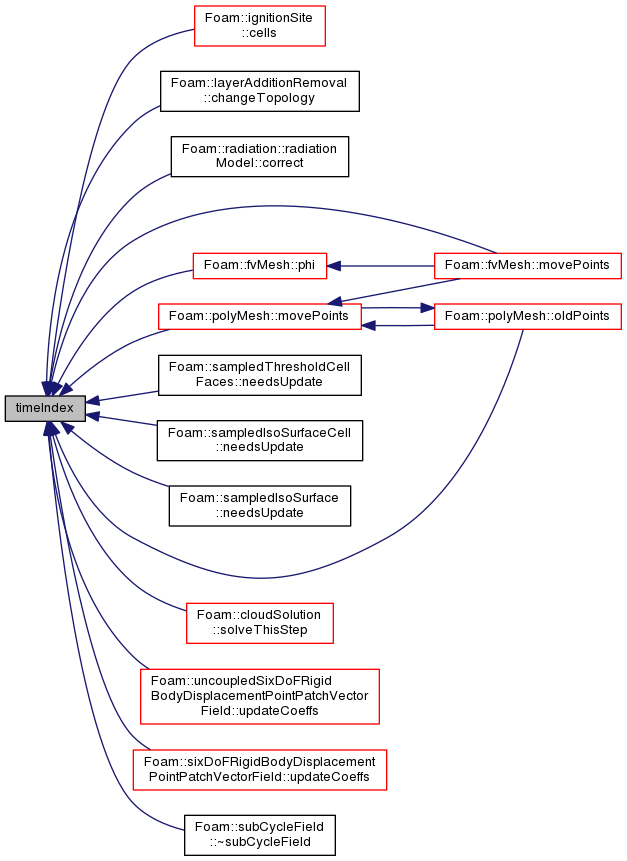 Foam::ignitionSite
::cells
Foam::layerAdditionRemoval
::changeTopology
Foam::radiation::radiation
Model::correct
Foam::fvMesh::phi
Foam::fvMesh::movePoints
Foam::polyMesh::movePoints
Foam::polyMesh::oldPoints
Foam::sampledThresholdCell
Faces::needsUpdate
timeIndex
Foam::sampledIsoSurfaceCell
::needsUpdate
Foam::sampledIsoSurface
::needsUpdate
Foam::cloudSolution
::solveThisStep
Foam::uncoupledSixDoFRigid
BodyDisplacementPointPatchVector
Field::updateCoeffs
Foam::sixDoFRigidBodyDisplacement
PointPatchVectorField::updateCoeffs
Foam::subCycleField
::~subCycleField